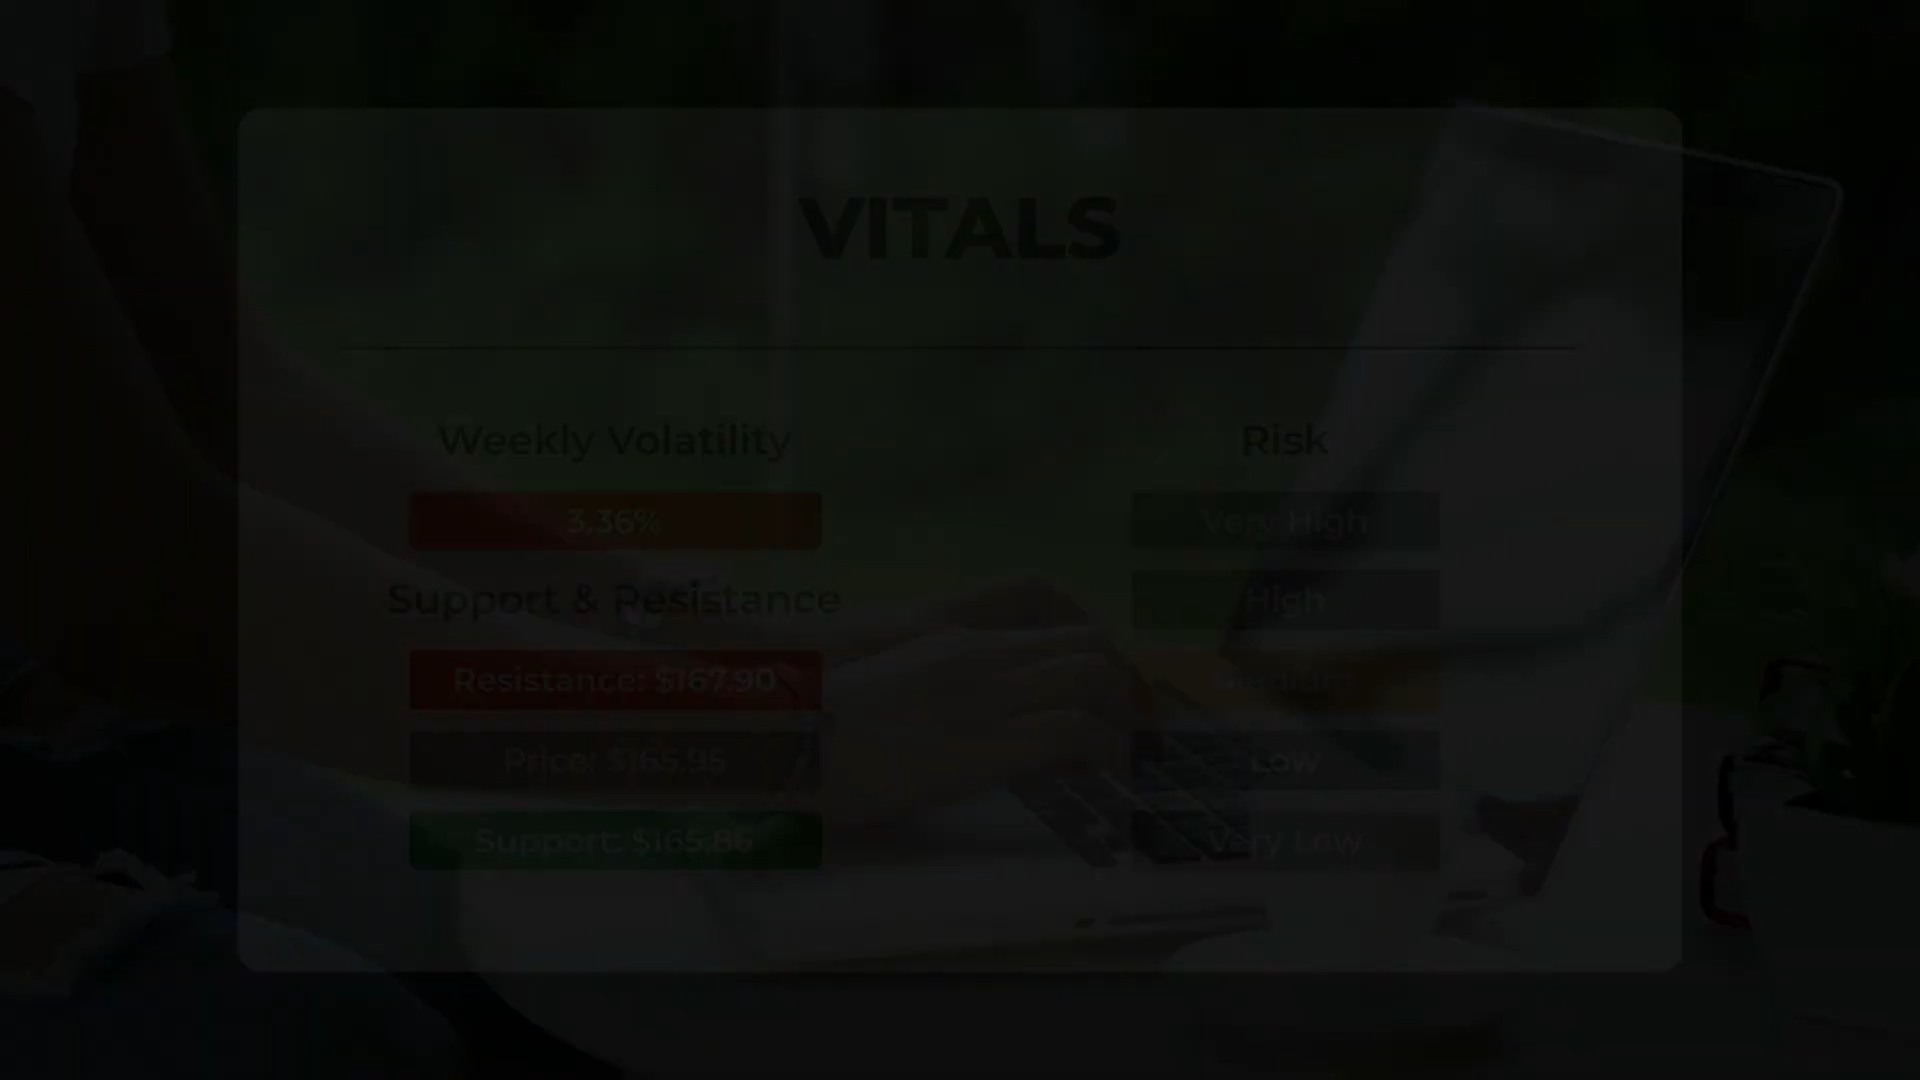 VITALS
Weekly Volatility
3.36%
Support & Resistance
Resistance: $167.90
Price: $165.95
Support: $165.86
Risk
Very High
High
Medium
Low
Very Low